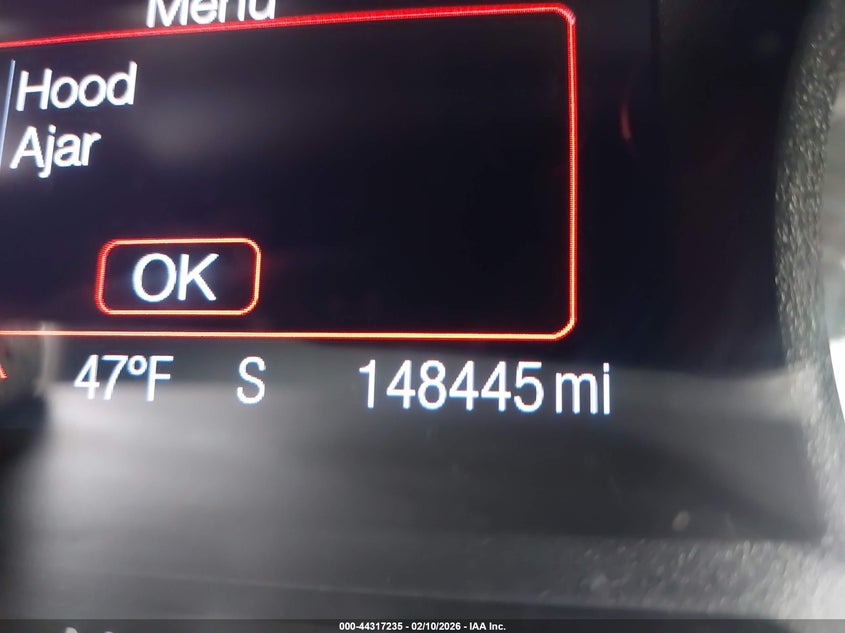 Menu
Hood
Ajar
OK
47°F S 148445 mi
000-44317235 - 02/10/2026 - IAA Inc.